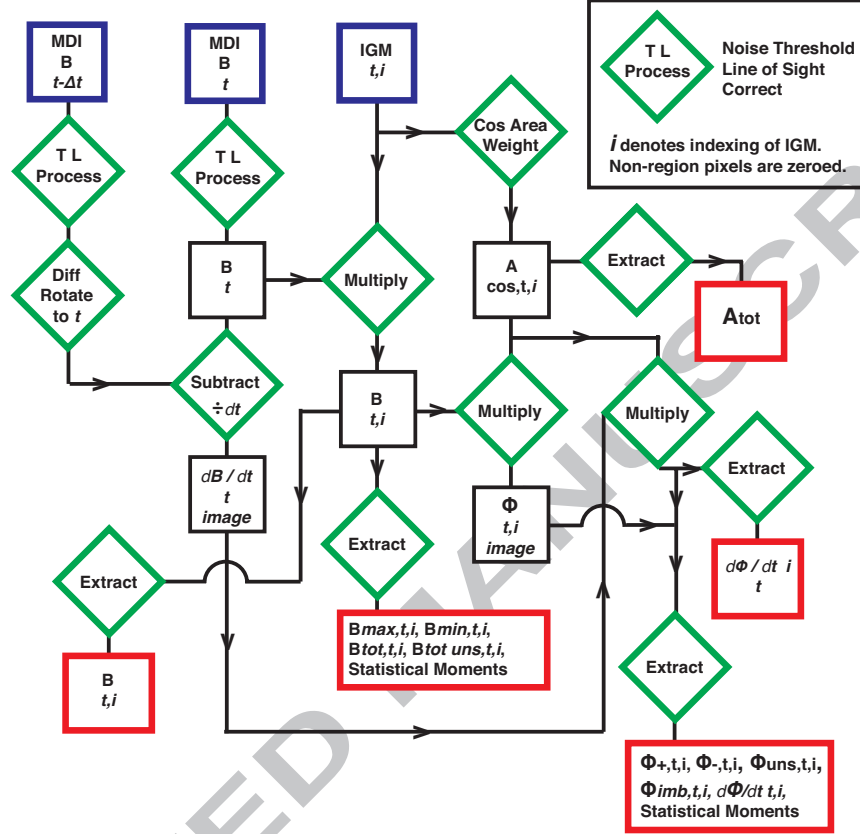 MDI
B
t-Δt
MDI
B
t
IGM
t,i
T L
Process
Noise Threshold
Line of Sight
Correct
i denotes indexing of IGM.
Non-region pixels are zeroed.
T L
Process
T L
Process
Cos Area
Weight
Diff
Rotate
to t
B
t
Multiply
A
cos,t,i
Extract
Atot
Subtract
÷ dt
B
t,i
Multiply
Multiply
dB / dt
t
image
Extract
Φ
t,i
image
Extract
dΦ / dt i
t
Extract
B
t,i
Bmax,t,i, Bmin,t,i,
Btot,t,i, Btot uns,t,i,
Statistical Moments
Extract
Φ+,t,i, Φ-,t,i, Φuns,t,i,
Φimb,t,i, dΦ/dt t,i,
Statistical Moments